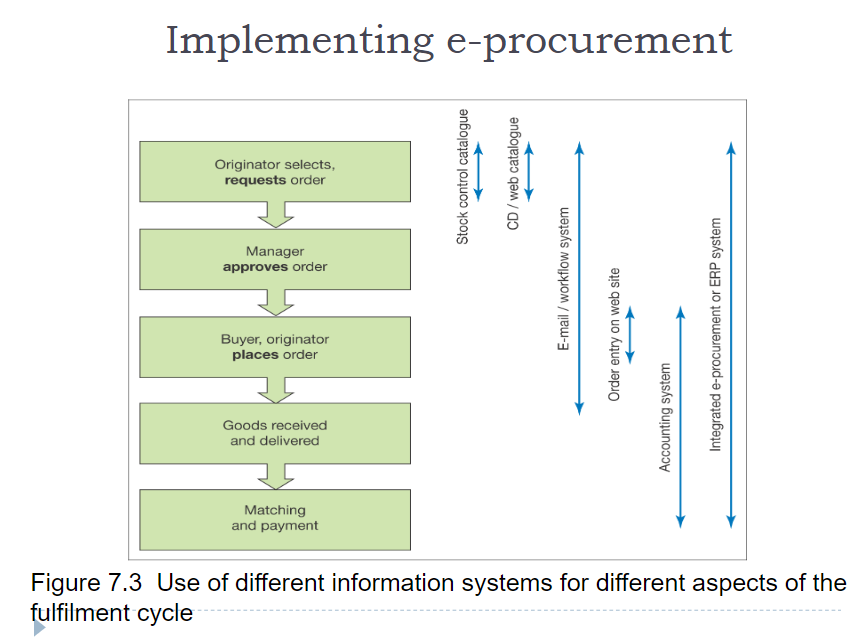 Implementing e-procurement
Originator selects,
requests order
Manager
approves order
Buyer, originator
places order
Goods received
and delivered
Matching
and payment
Stock control catalogue
CD / web catalogue
E-mail / workflow system
Order entry on web site
Accounting system
Integrated e-procurement or ERP system
Figure 7.3  Use of different information systems for different aspects of the
fulfilment cycle